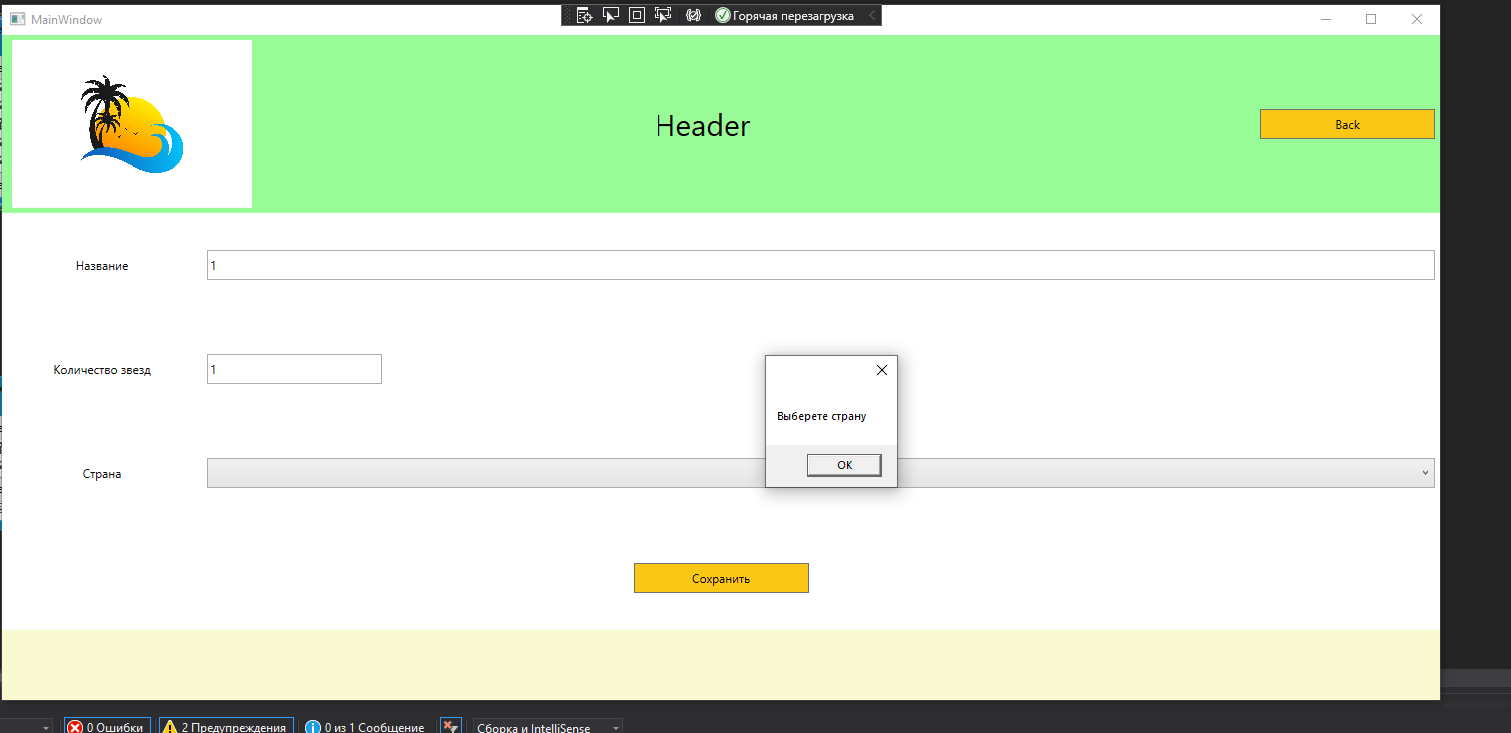 MainWindow
Горячая перезагрузка
Header
Back
Название
1
Количество звезд
1
Выберете страну
OK
Страна
Сохранить
0 Ошибки
2 Предупреждения
0 из 1 Сообщение
Сборка и IntelliSense